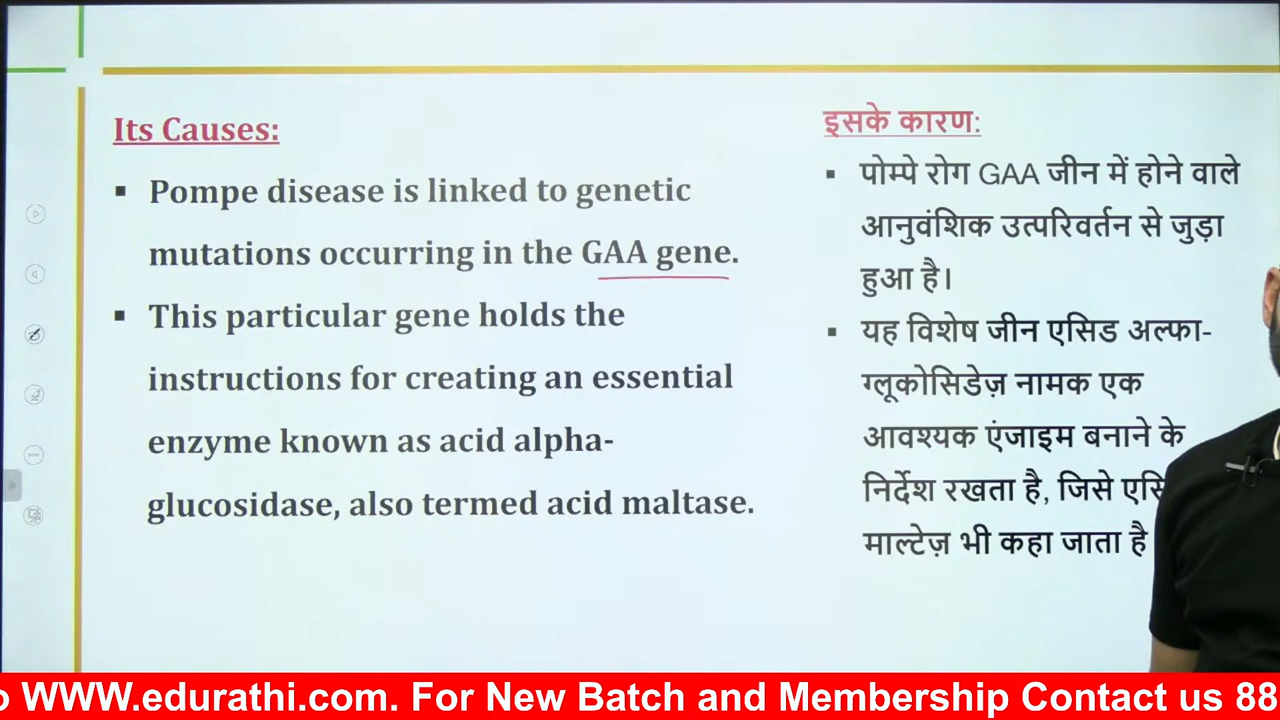 Its Causes:
▪ Pompe disease is linked to genetic
mutations occurring in the GAA gene.
▪ This particular gene holds the
instructions for creating an essential
enzyme known as acid alpha-
glucosidase, also termed acid maltase.
इसके कारण:
▪ पोम्पे रोग GAA जीन में होने वाले
आनुवंशिक उत्परिवर्तन से जुड़ा
हुआ है।
▪ यह विशेष जीन एसिड अल्फा-
ग्लूकोसिडेज़ नामक एक
आवश्यक एंजाइम बनाने के
निर्देश रखता है, जिसे
माल्टेज़ भी कहा जाता है
WWW.edurathi.com. For New Batch and Membership Contact us 88